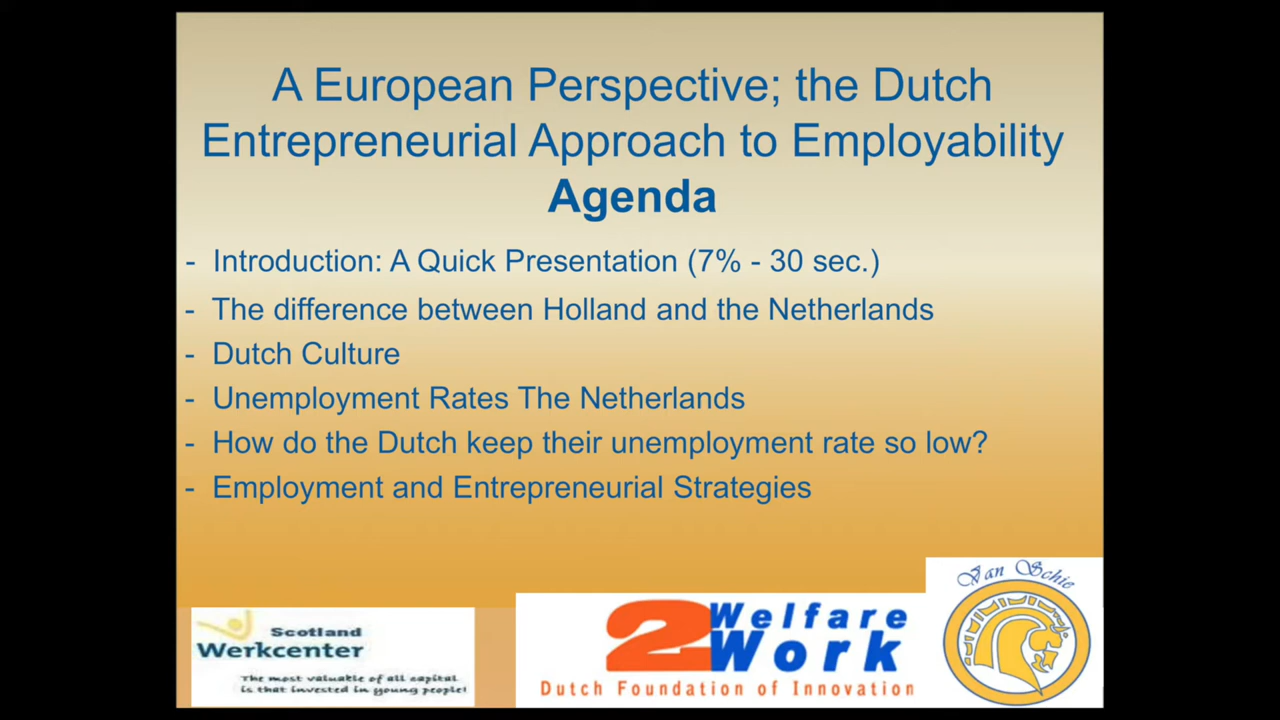 A European Perspective; the Dutch
Entrepreneurial Approach to Employability
Agenda
- Introduction: A Quick Presentation (7% - 30 sec.)
- The difference between Holland and the Netherlands
- Dutch Culture
- Unemployment Rates The Netherlands
- How do the Dutch keep their unemployment rate so low?
- Employment and Entrepreneurial Strategies
Scotland
Werkcenter
The most valuable of all capital
is that invested in young people!
2 Welfare
Work
Dutch Foundation of Innovation
Van Schie